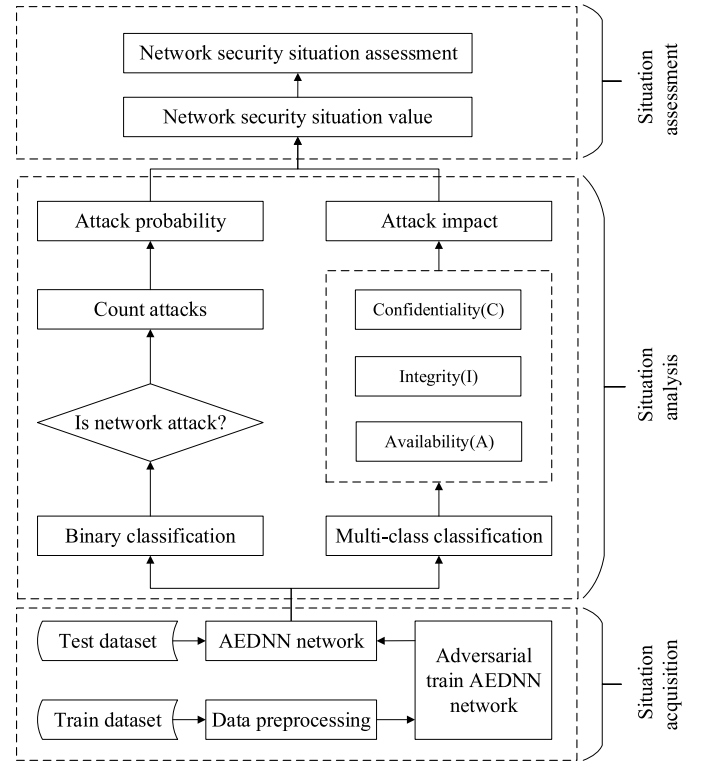 Network security situation assessment
Network security situation value
Situation
assessment
Attack probability
Attack impact
Count attacks
Confidentiality(C)
Integrity(I)
Is network attack?
Availability(A)
Situation
analysis
Binary classification
Multi-class classification
Test dataset
AEDNN network
Adversarial
train AEDNN
network
Train dataset
Data preprocessing
Situation
acquisition